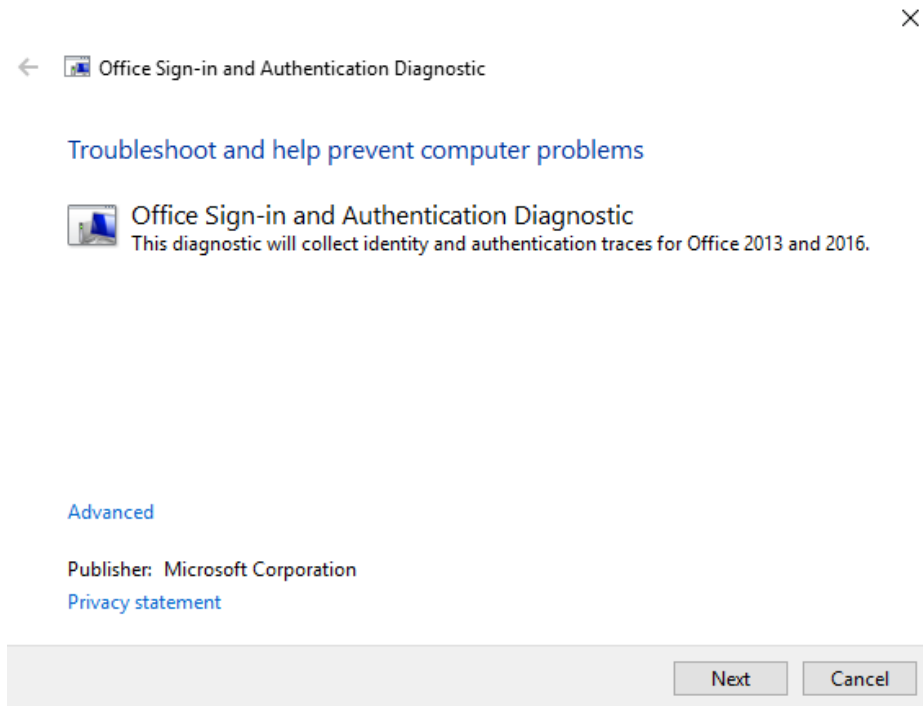 Office Sign-in and Authentication Diagnostic
Troubleshoot and help prevent computer problems
Office Sign-in and Authentication Diagnostic
This diagnostic will collect identity and authentication traces for Office 2013 and 2016.
Advanced
Publisher: Microsoft Corporation
Privacy statement
Next Cancel